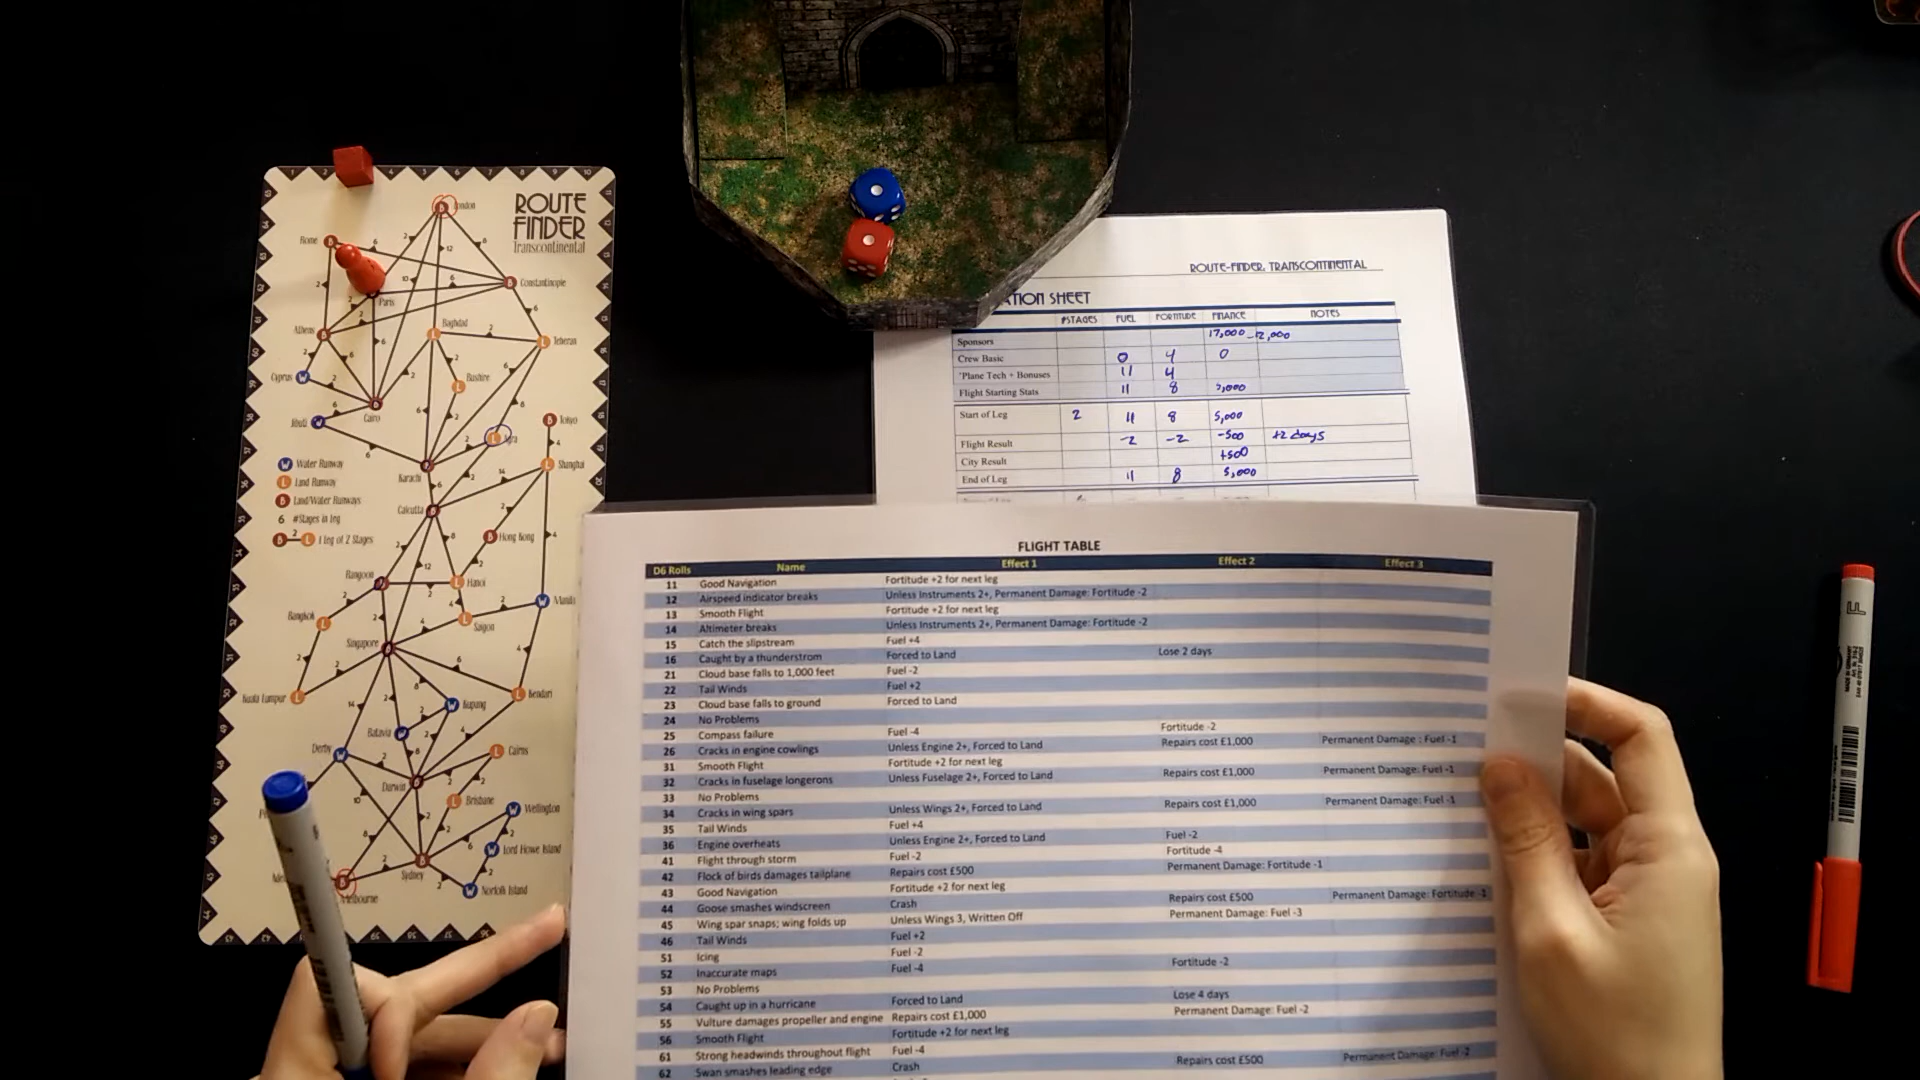 ROUTE
FINDER
Transcontinental
London
Rome
Constantinople
Paris
Athens
Baghdad
Teheran
Cyprus
Bushire
Cairo
Tokyo
Agra
Shanghai
Karachi
W Water Runway
L Land Runway
B Land/Water Runways
6 #Stages in leg
B 2 L 1 leg of 2 Stages
Calcutta
Hong Kong
Rangoon
Hanoi
Manila
Bangkok
Saigon
Singapore
Kuala Lumpur
Kendari
Kupang
Batavia
Derby
Cairns
Darwin
Brisbane
Wellington
Lord Howe Island
Sydney
Norfolk Island
Melbourne
ROUTE-FINDER, TRANSCONTINENTAL
ATION SHEET
#STAGES FUEL FORTITUDE FINANCE NOTES
Sponsors 17,000 -12,000
Crew Basic 0 4 0
'Plane Tech + Bonuses 11 4
Flight Starting Stats 11 8 5,000
Start of Leg 2 11 8 5,000
Flight Result -2 -2 -500 +2 days
City Result +500
End of Leg 11 8 5,000
FLIGHT TABLE
D6 Rolls Name Effect 1 Effect 2 Effect 3
11 Good Navigation Fortitude +2 for next leg
12 Airspeed indicator breaks Unless Instruments 2+, Permanent Damage: Fortitude -2
13 Smooth Flight Fortitude +2 for next leg
14 Altimeter breaks Unless Instruments 2+, Permanent Damage: Fortitude -2
15 Catch the slipstream Fuel +4
16 Caught by a thunderstrom Forced to Land Lose 2 days
21 Cloud base falls to 1,000 feet Fuel -2
22 Tail Winds Fuel +2
23 Cloud base falls to ground Forced to Land
24 No Problems
25 Compass failure Fuel -4 Fortitude -2
26 Cracks in engine cowlings Unless Engine 2+, Forced to Land Repairs cost £1,000 Permanent Damage : Fuel -1
31 Smooth Flight Fortitude +2 for next leg
32 Cracks in fuselage longerons Unless Fuselage 2+, Forced to Land Repairs cost £1,000 Permanent Damage: Fuel -1
33 No Problems
34 Cracks in wing spars Unless Wings 2+, Forced to Land Repairs cost £1,000 Permanent Damage: Fuel -1
35 Tail Winds Fuel +4
36 Engine overheats Unless Engine 2+, Forced to Land Fuel -2
41 Flight through storm Fuel -2 Fortitude -4
42 Flock of birds damages tailplane Repairs cost £500 Permanent Damage: Fortitude -1
43 Good Navigation Fortitude +2 for next leg
44 Goose smashes windscreen Crash Repairs cost £500 Permanent Damage: Fortitude -1
45 Wing spar snaps; wing folds up Unless Wings 3, Written Off Permanent Damage: Fuel -3
46 Tail Winds Fuel +2
51 Icing Fuel -2
52 Inaccurate maps Fuel -4 Fortitude -2
53 No Problems
54 Caught up in a hurricane Forced to Land Lose 4 days
55 Vulture damages propeller and engine Repairs cost £1,000 Permanent Damage: Fuel -2
56 Smooth Flight Fortitude +2 for next leg
61 Strong headwinds throughout flight Fuel -4
62 Swan smashes leading edge Crash Repairs cost £500 Permanent Damage: Fuel -2
F